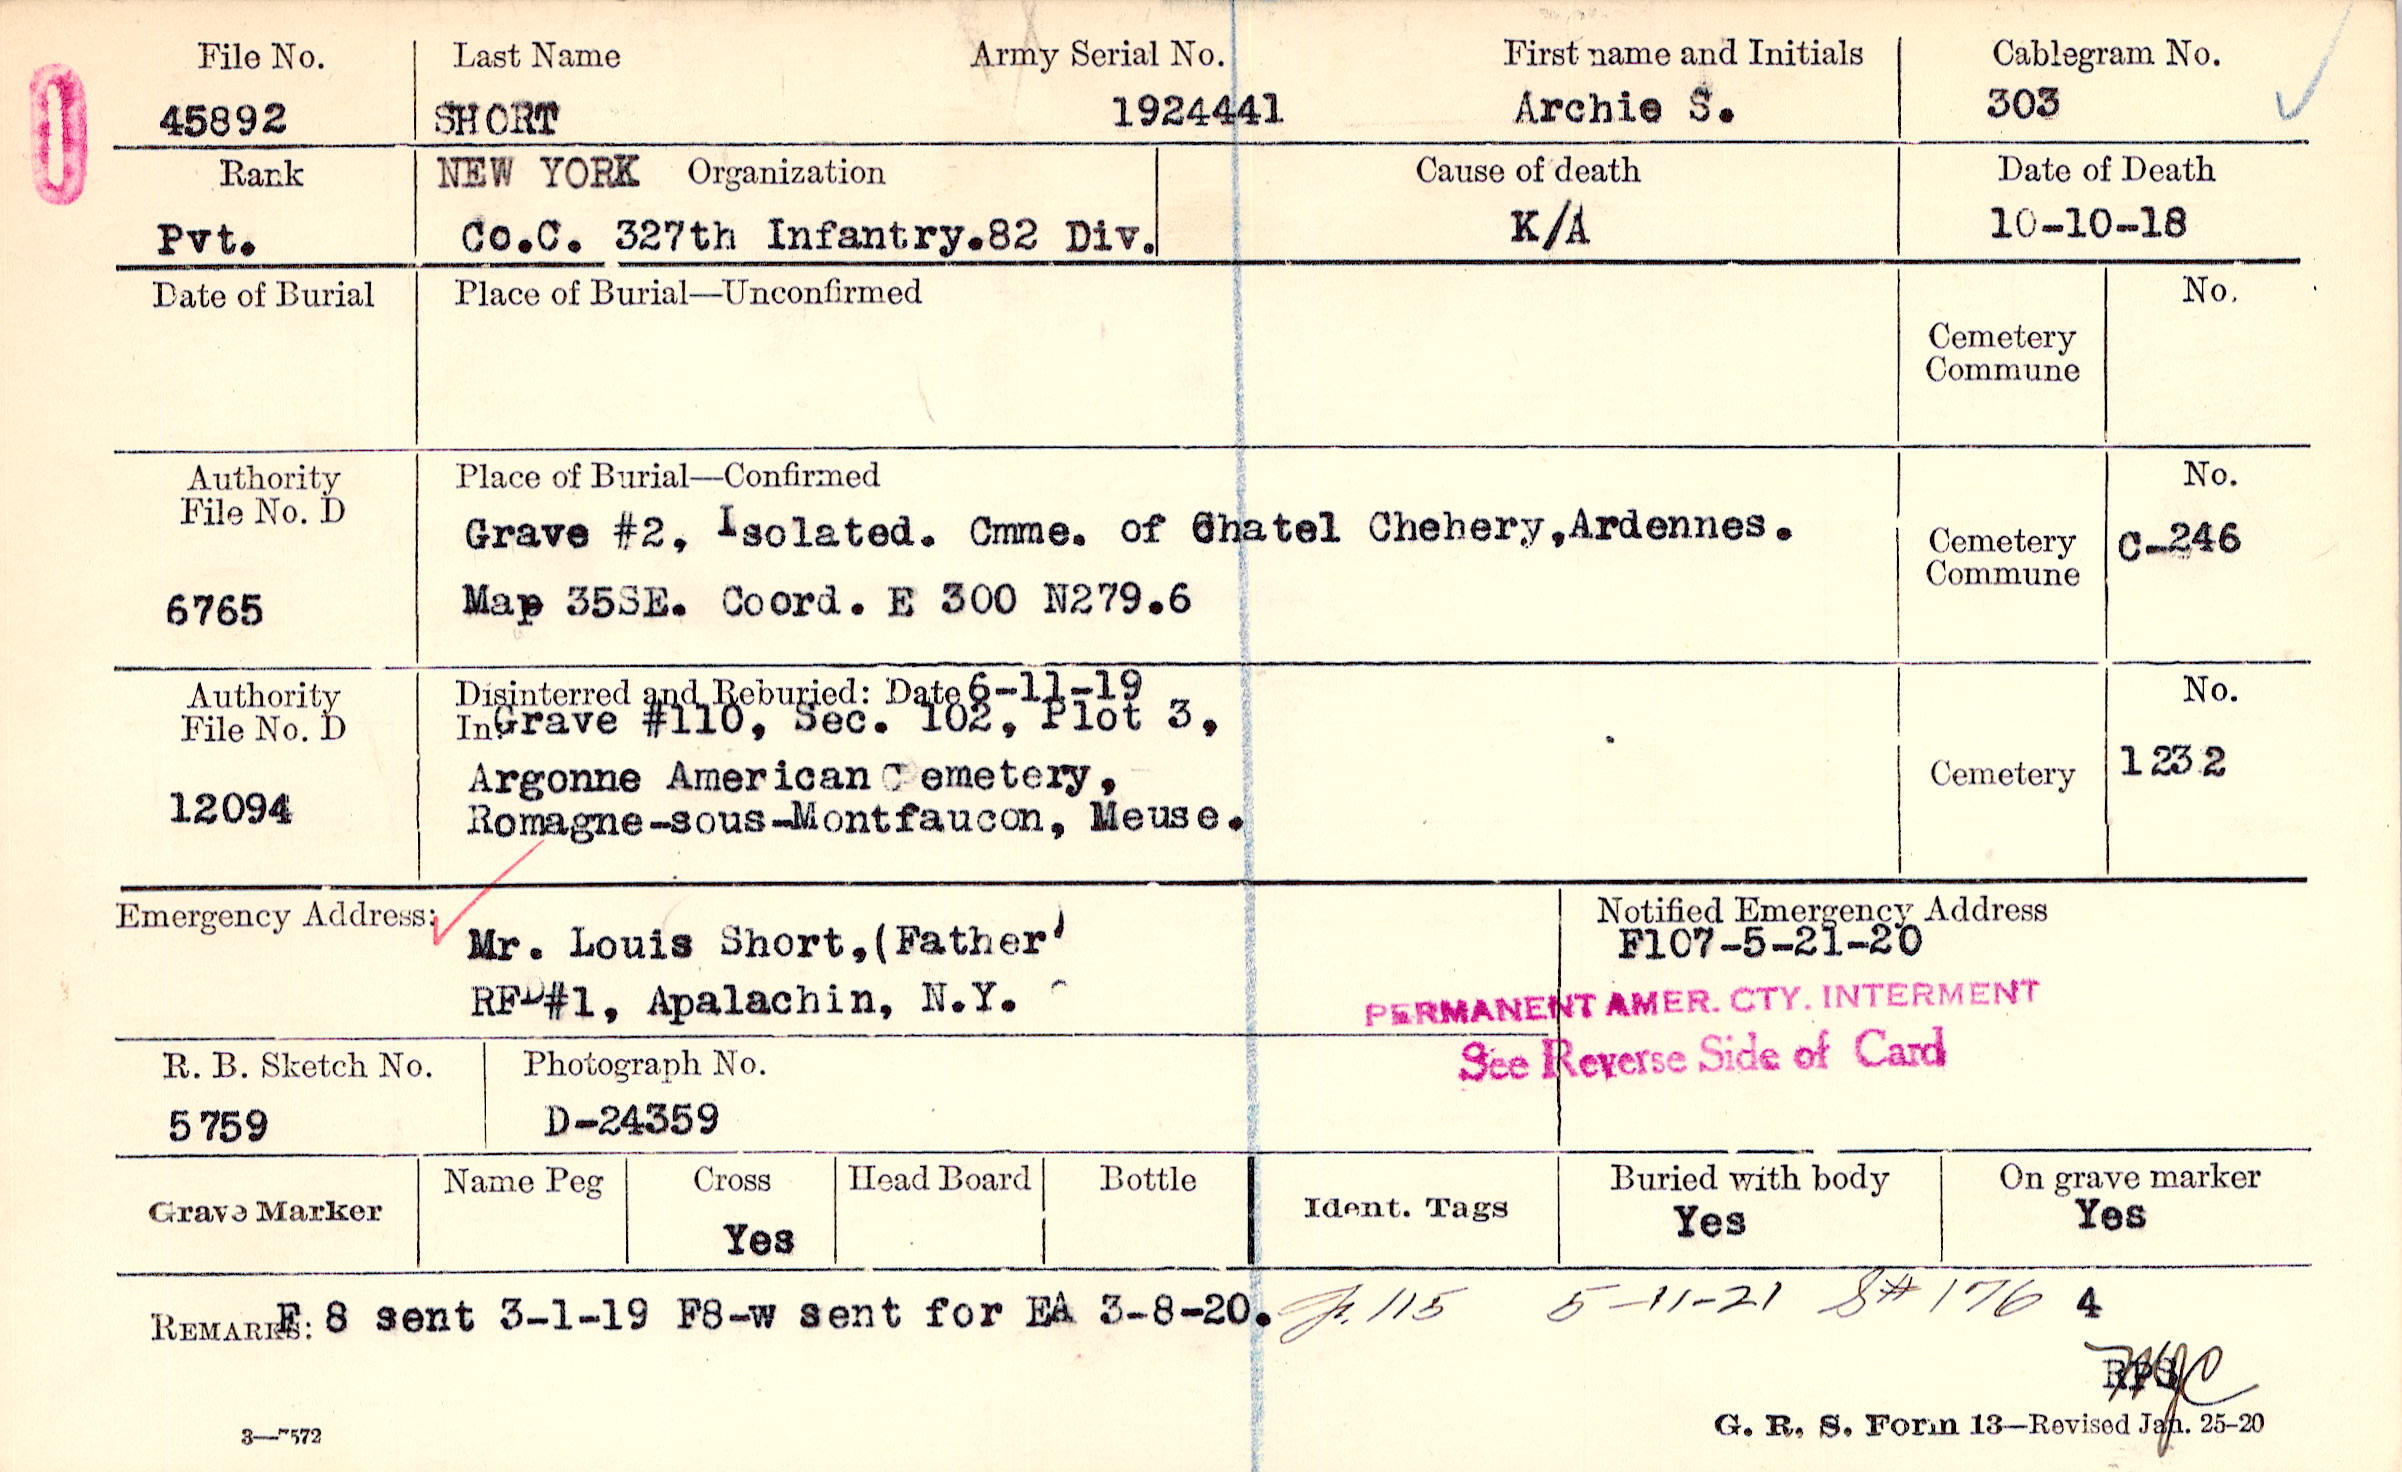 File No. Last Name Army Serial No. First name and Initials Cablegram No.
45892 SHORT 1924441 Archie S. 303
Rank NEW YORK Organization Cause of death Date of Death
Pvt. Co.C. 327th Infantry.82 Div. K/A 10-10-18
Date of Burial Place of Burial—Unconfirmed No.
Cemetery
Commune
Authority Place of Burial—Confirmed No.
File No. D
Grave #2, Isolated. Cmme. of Chatel Chehery,Ardennes.
Cemetery C-246
Commune
6765 Map 35SE. Coord. E 300 N279.6
Authority Disinterred and Reburied: Date 6-11-19 No.
File No. D In Grave #110, Sec. 102, Plot 3,
Argonne American Cemetery, Cemetery 1232
12094 Romagne-sous-Montfaucon, Meuse.
Emergency Address: Notified Emergency Address
Mr. Louis Short,(Father) F107-5-21-20
RFD#1, Apalachin, N.Y.
PERMANENT AMER. CTY. INTERMENT
See Reverse Side of Card
R. B. Sketch No. Photograph No.
5759 D-24359
Grave Marker Name Peg Cross Head Board Bottle Ident. Tags Buried with body On grave marker
Yes Yes Yes
REMARKS: F 8 sent 3-1-19 F8-w sent for EA 3-8-20. 115 5-11-21 S# 176 4
RPS
3—7572 G. R. S. Form 13—Revised Jan. 25-20